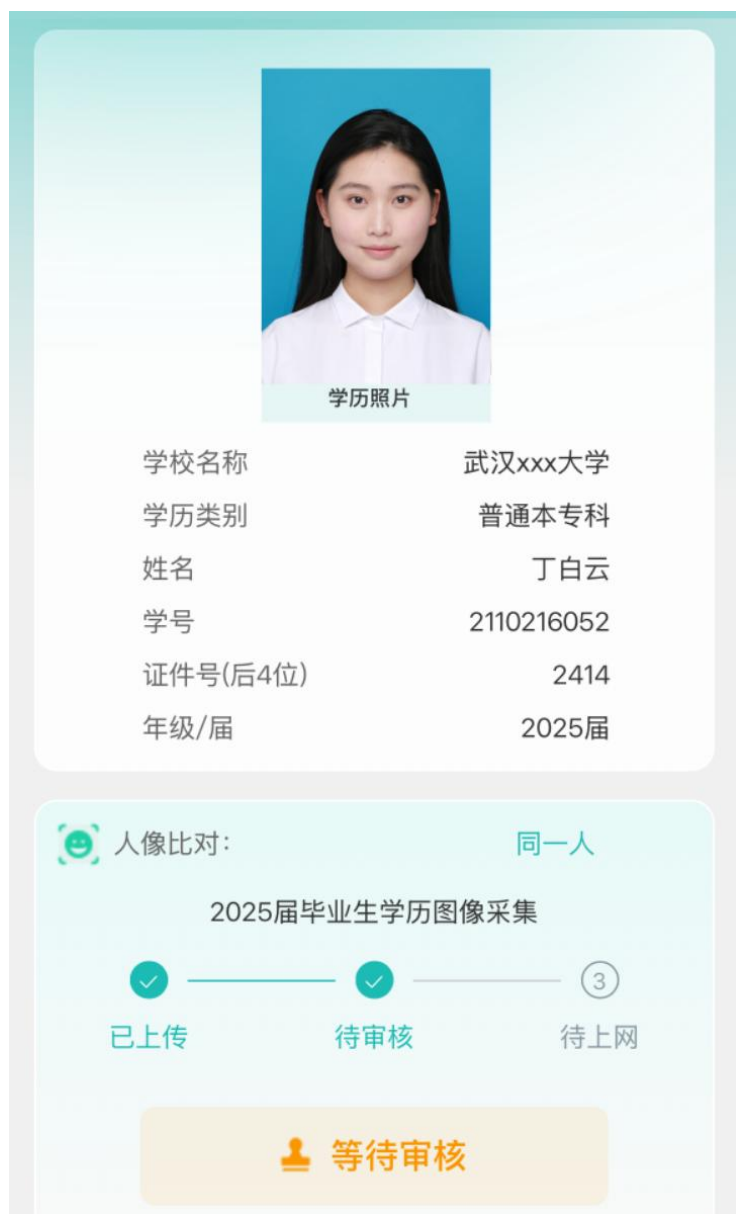 学历照片
学校名称 武汉xxx大学
学历类别 普通本专科
姓名 丁白云
学号 2110216052
证件号(后4位) 2414
年级/届 2025届
人像比对： 同一人
2025届毕业生学历图像采集
3
已上传 待审核 待上网
等待审核